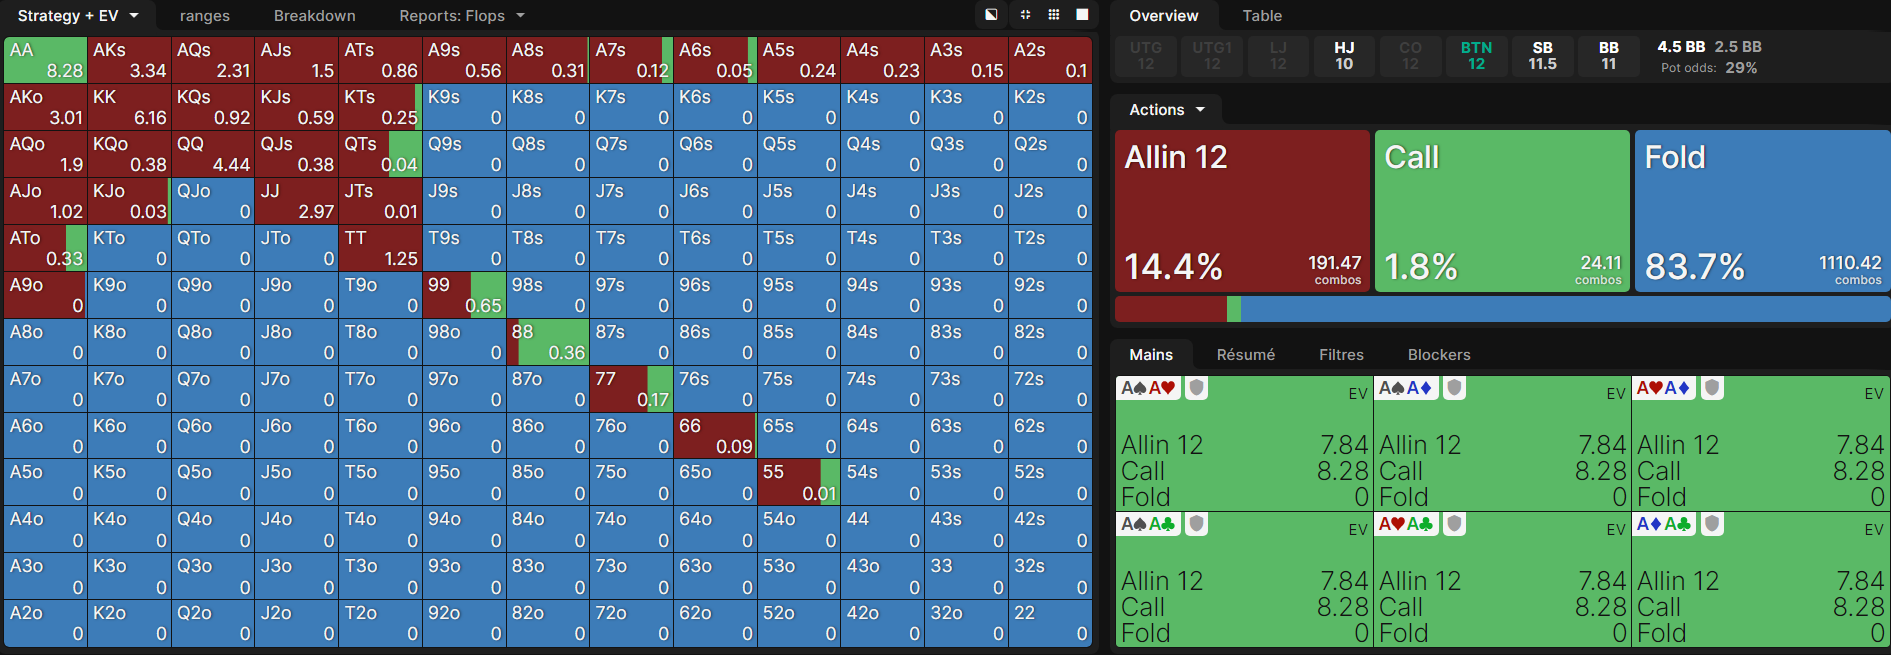 Strategy + EV ranges Breakdown Reports: Flops
AA AKs AQs AJs ATs A9s A8s A7s A6s A5s A4s A3s A2s
8.28 3.34 2.31 1.5 0.86 0.56 0.31 0.12 0.05 0.24 0.23 0.15 0.1
AKo KK KQs KJs KTs K9s K8s K7s K6s K5s K4s K3s K2s
3.01 6.16 0.92 0.59 0.25 0 0 0 0 0 0 0 0
AQo KQo QQ QJs QTs Q9s Q8s Q7s Q6s Q5s Q4s Q3s Q2s
1.9 0.38 4.44 0.38 0.04 0 0 0 0 0 0 0 0
AJo KJo QJo JJ JTs J9s J8s J7s J6s J5s J4s J3s J2s
1.02 0.03 0 2.97 0.01 0 0 0 0 0 0 0 0
ATo KTo QTo JTo TT T9s T8s T7s T6s T5s T4s T3s T2s
0.33 0 0 0 1.25 0 0 0 0 0 0 0 0
A9o K9o Q9o J9o T9o 99 98s 97s 96s 95s 94s 93s 92s
0 0 0 0 0 0.65 0 0 0 0 0 0 0
A8o K8o Q8o J8o T8o 98o 88 87s 86s 85s 84s 83s 82s
0 0 0 0 0 0 0.36 0 0 0 0 0 0
A7o K7o Q7o J7o T7o 97o 87o 77 76s 75s 74s 73s 72s
0 0 0 0 0 0 0 0.17 0 0 0 0 0
A6o K6o Q6o J6o T6o 96o 86o 76o 66 65s 64s 63s 62s
0 0 0 0 0 0 0 0 0.09 0 0 0 0
A5o K5o Q5o J5o T5o 95o 85o 75o 65o 55 54s 53s 52s
0 0 0 0 0 0 0 0 0 0.01 0 0 0
A4o K4o Q4o J4o T4o 94o 84o 74o 64o 54o 44 43s 42s
0 0 0 0 0 0 0 0 0 0 0 0 0
A3o K3o Q3o J3o T3o 93o 83o 73o 63o 53o 43o 33 32s
0 0 0 0 0 0 0 0 0 0 0 0 0
A2o K2o Q2o J2o T2o 92o 82o 72o 62o 52o 42o 32o 22
0 0 0 0 0 0 0 0 0 0 0 0 0
Overview Table
UTG UTG1 LJ HJ CO BTN SB BB
12 12 12 10 12 12 11.5 11
4.5 BB 2.5 BB
Pot odds: 29%
Actions
Allin 12 Call Fold
14.4% 191.47 combos 1.8% 24.11 combos 83.7% 1110.42 combos
Mains Résumé Filtres Blockers
A♠A♥ EV A♠A♦ EV A♥A♦ EV
Allin 12 7.84 Allin 12 7.84 Allin 12 7.84
Call 8.28 Call 8.28 Call 8.28
Fold 0 Fold 0 Fold 0
A♠A♣ EV A♥A♣ EV A♦A♣ EV
Allin 12 7.84 Allin 12 7.84 Allin 12 7.84
Call 8.28 Call 8.28 Call 8.28
Fold 0 Fold 0 Fold 0